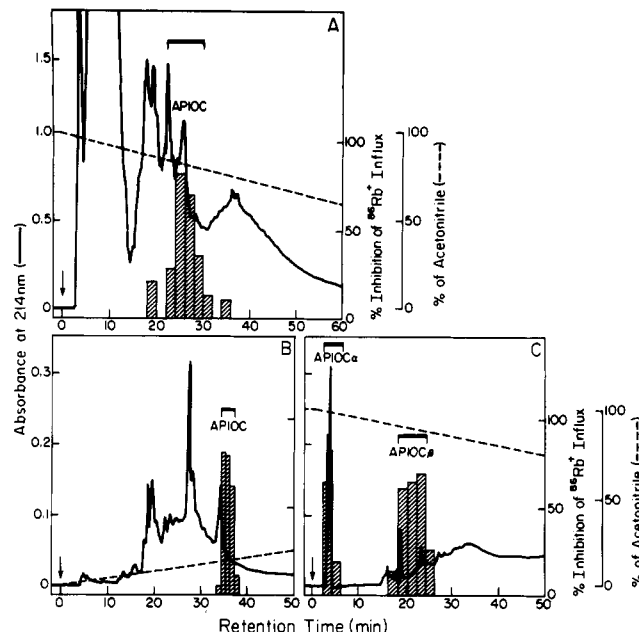 A
1.5
1.0
0.5
0
APIOC
100
50
0
100
50
0
% Inhibition of ⁸⁶Rb⁺ Influx
% of Acetonitrile (----)
0 10 20 30 40 50 60
Absorbance at 214nm (——)
B
0.3
0.2
0.1
0
APIOC
0 10 20 30 40 50
C
APIOCα
APIOCβ
100
50
0
100
50
0
% Inhibition of ⁸⁶Rb⁺ Influx
% of Acetonitrile (----)
0 10 20 30 40 50
Retention Time (min)